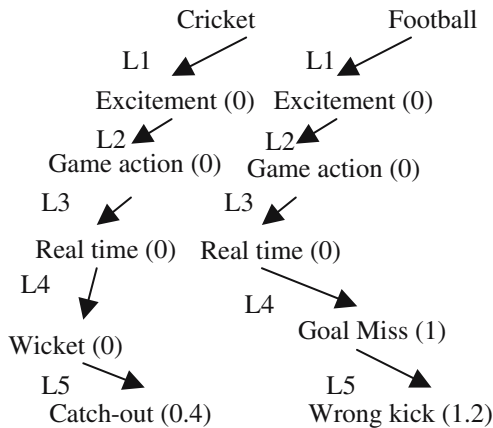 Cricket Football
L1 L1
Excitement (0) Excitement (0)
L2 L2
Game action (0) Game action (0)
L3 L3
Real time (0) Real time (0)
L4 L4
Goal Miss (1)
Wicket (0)
L5 L5
Catch-out (0.4) Wrong kick (1.2)